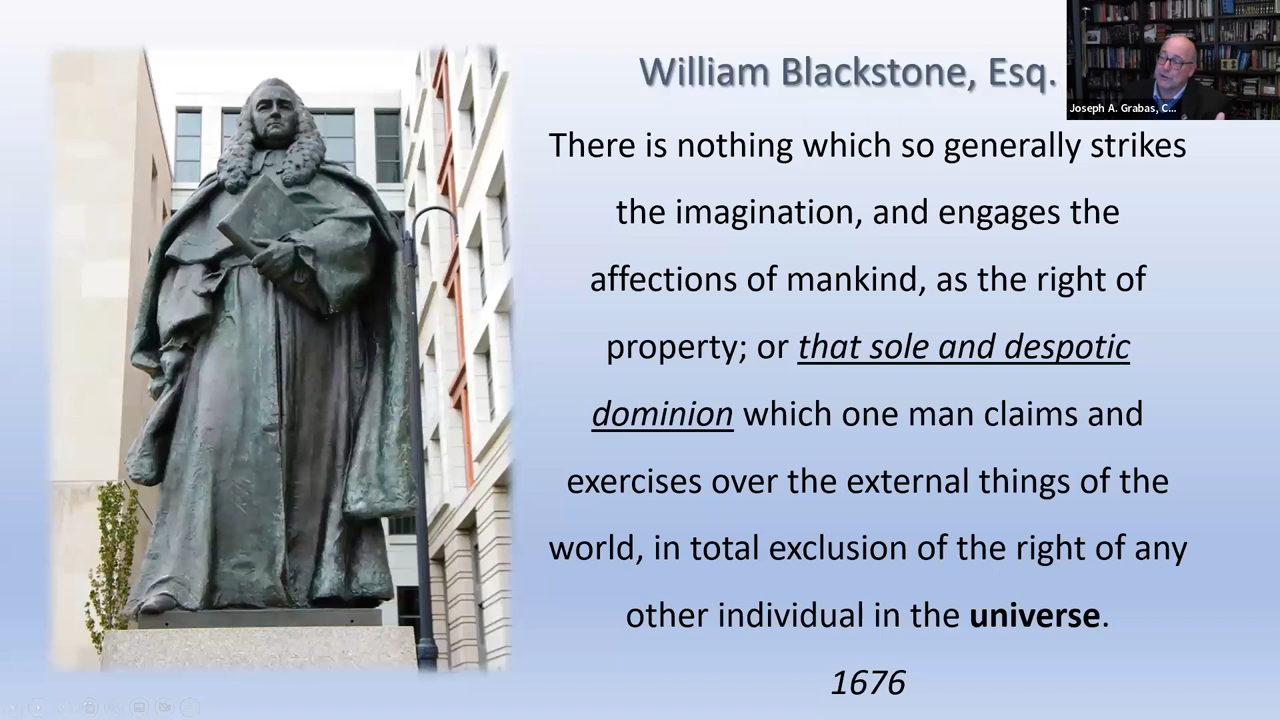 William Blackstone, Esq.
Joseph A. Grabas, C...
There is nothing which so generally strikes
the imagination, and engages the
affections of mankind, as the right of
property; or that sole and despotic
dominion which one man claims and
exercises over the external things of the
world, in total exclusion of the right of any
other individual in the universe.
1676